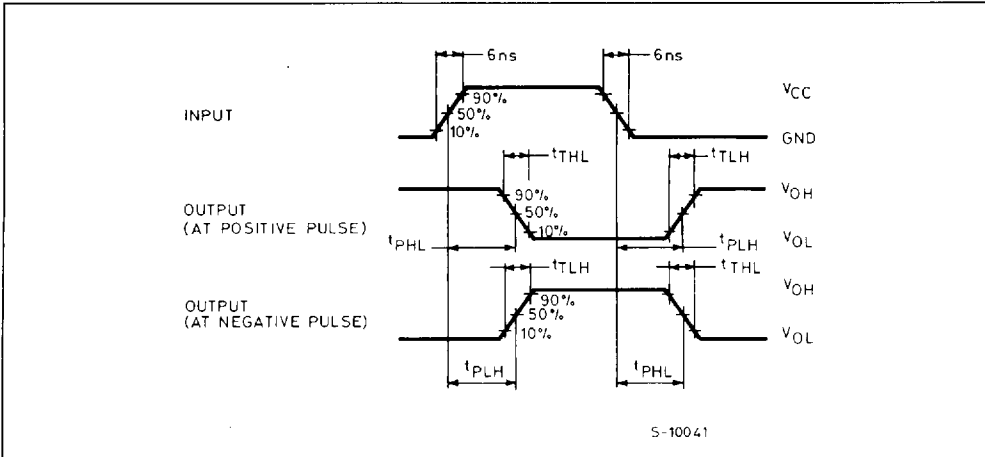 6ns 6ns
INPUT
90%
50%
10%
VCC
GND
tTHL tTLH
OUTPUT
(AT POSITIVE PULSE)
90%
50%
10%
VOH
VOL
tPHL tPLH
tTLH tTHL
OUTPUT
(AT NEGATIVE PULSE)
90%
50%
10%
VOH
VOL
tPLH tPHL
S-10041